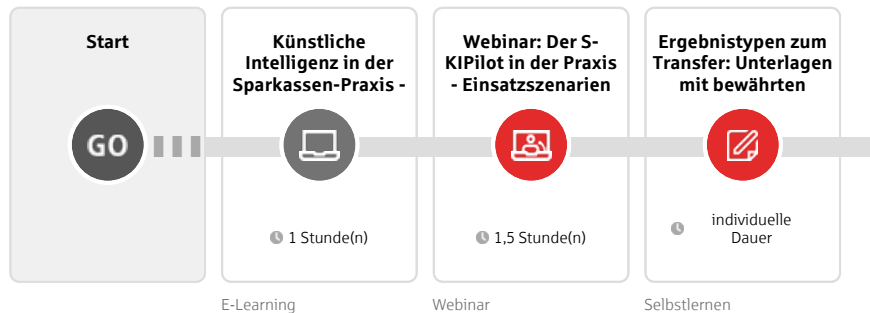 Start
GO
Künstliche
Intelligenz in der
Sparkassen-Praxis -
1 Stunde(n)
E-Learning
Webinar: Der S-
KIPilot in der Praxis
- Einsatzszenarien
1,5 Stunde(n)
Webinar
Ergebnistypen zum
Transfer: Unterlagen
mit bewährten
individuelle
Dauer
Selbstlernen